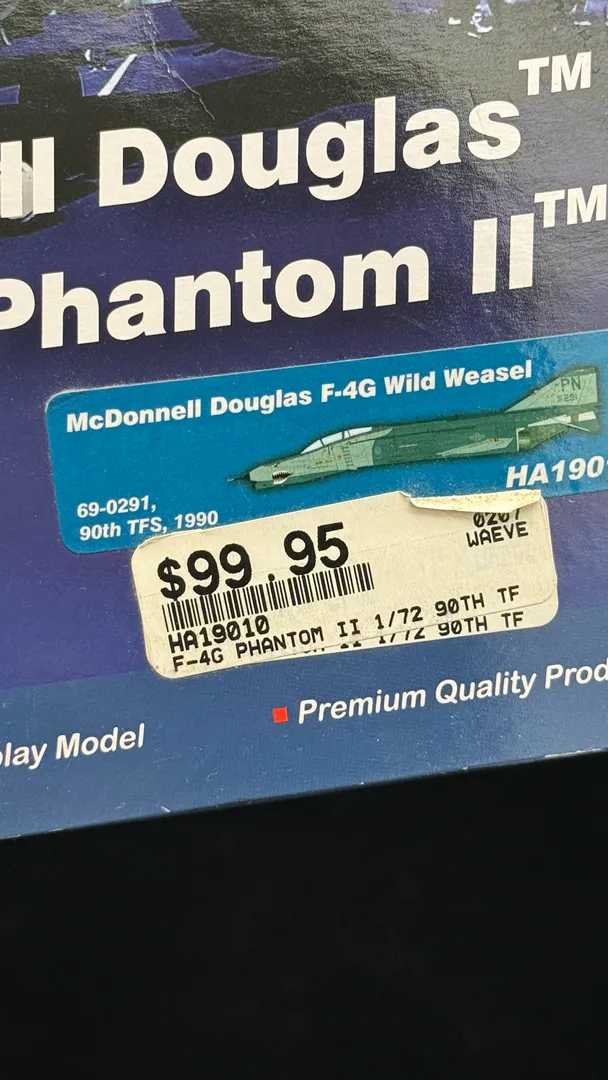 ll Douglas™
Phantom II™
McDonnell Douglas F-4G Wild Weasel
PN
69-0291,
90th TFS, 1990
HA190
$99.95
0207
WAEVE
HA19010
F-4G PHANTOM II 1/72 90TH TF
II 1/72 90TH TF
play Model
Premium Quality Prod